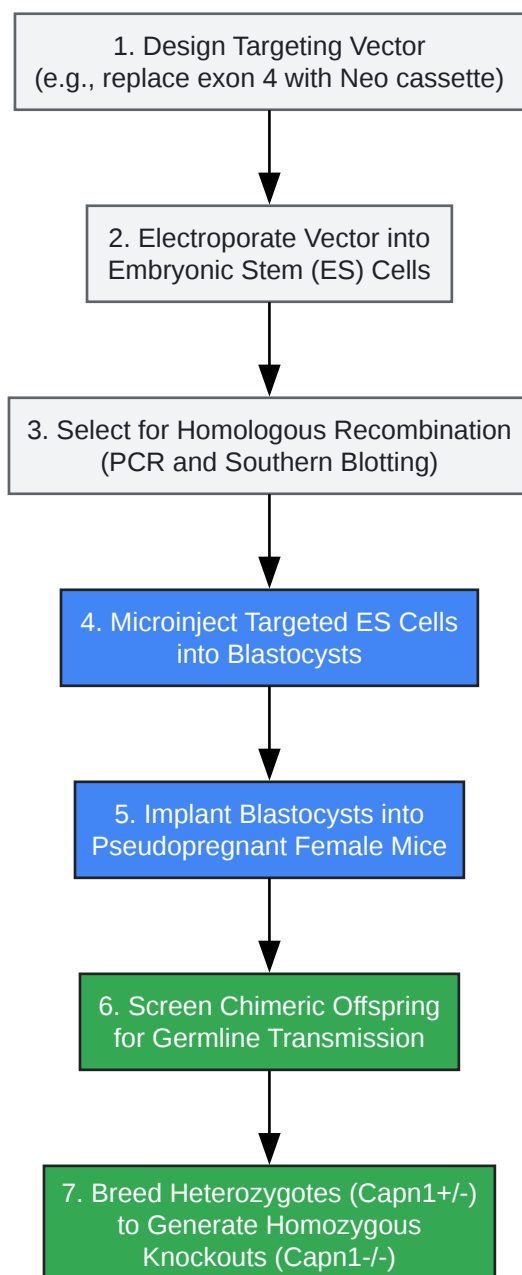 1. Design Targeting Vector
(e.g., replace exon 4 with Neo cassette)
2. Electroporate Vector into
Embryonic Stem (ES) Cells
3. Select for Homologous Recombination
(PCR and Southern Blotting)
4. Microinject Targeted ES Cells
into Blastocysts
5. Implant Blastocysts into
Pseudopregnant Female Mice
6. Screen Chimeric Offspring
for Germline Transmission
7. Breed Heterozygotes (Capn1+/-)
to Generate Homozygous
Knockouts (Capn1-/-)